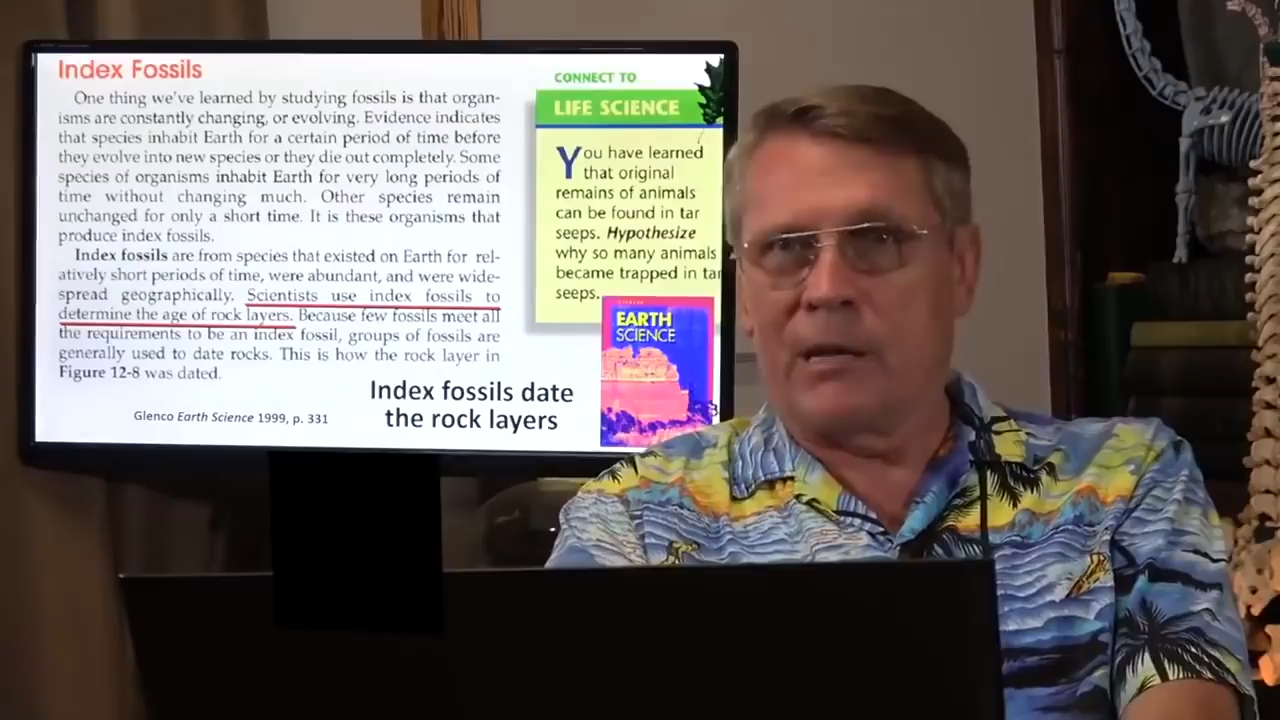 Index Fossils
One thing we've learned by studying fossils is that organ-
isms are constantly changing, or evolving. Evidence indicates
that species inhabit Earth for a certain period of time before
they evolve into new species or they die out completely. Some
species of organisms inhabit Earth for very long periods of
time without changing much. Other species remain
unchanged for only a short time. It is these organisms that
produce index fossils.
Index fossils are from species that existed on Earth for rel-
atively short periods of time, were abundant, and were wide-
spread geographically. Scientists use index fossils to
determine the age of rock layers. Because few fossils meet all
the requirements to be an index fossil, groups of fossils are
generally used to date rocks. This is how the rock layer in
Figure 12-8 was dated.
Glenco Earth Science 1999, p. 331
Index fossils date
the rock layers
CONNECT TO
LIFE SCIENCE
You have learned
that original
remains of animals
can be found in tar
seeps. Hypothesize
why so many animals
became trapped in tar
seeps.
EARTH
SCIENCE